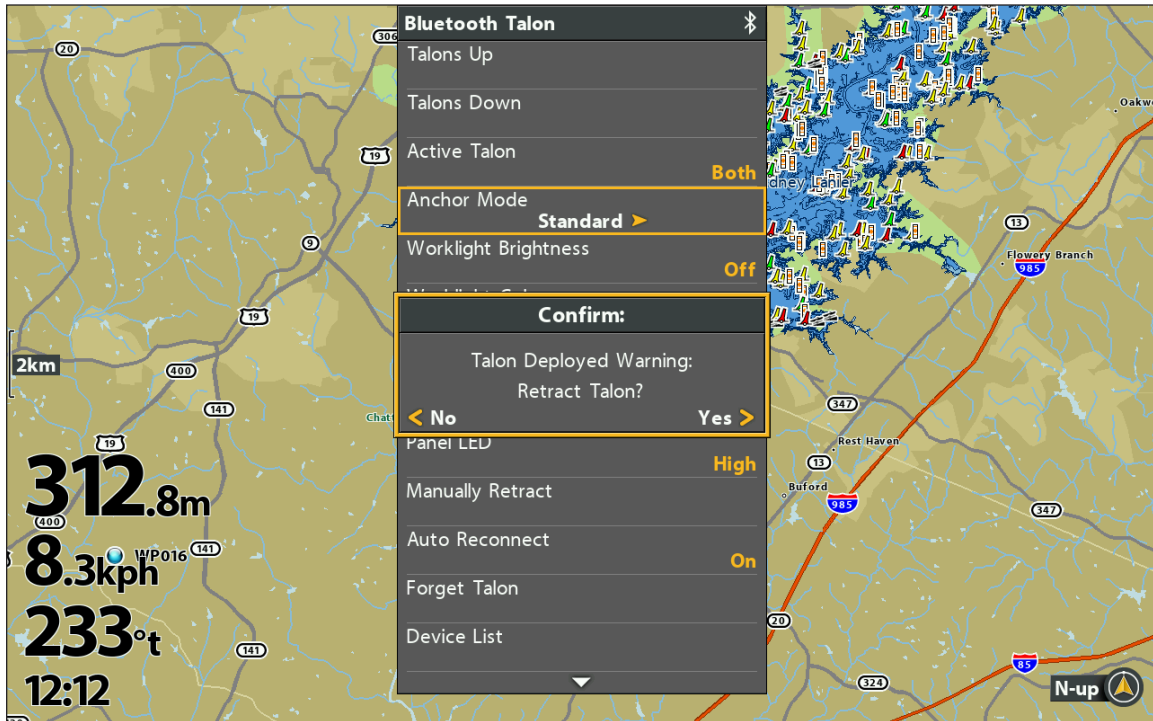 Bluetooth Talon
Talons Up
Talons Down
Active Talon
Both
Anchor Mode
Standard
Worklight Brightness
Off
Confirm:
Talon Deployed Warning:
Retract Talon?
No
Yes
Panel LED
High
Manually Retract
Auto Reconnect
On
Forget Talon
Device List
20
306
19
9
19
2km
400
141
19
Chatt
312.8m
400
8.3kph
WP016
141
233°t
141
12:12
Oakw
dney Lanier
13
Flowery Branch
985
347
Rest Haven
13
Buford
985
347
20
85
324
N-up